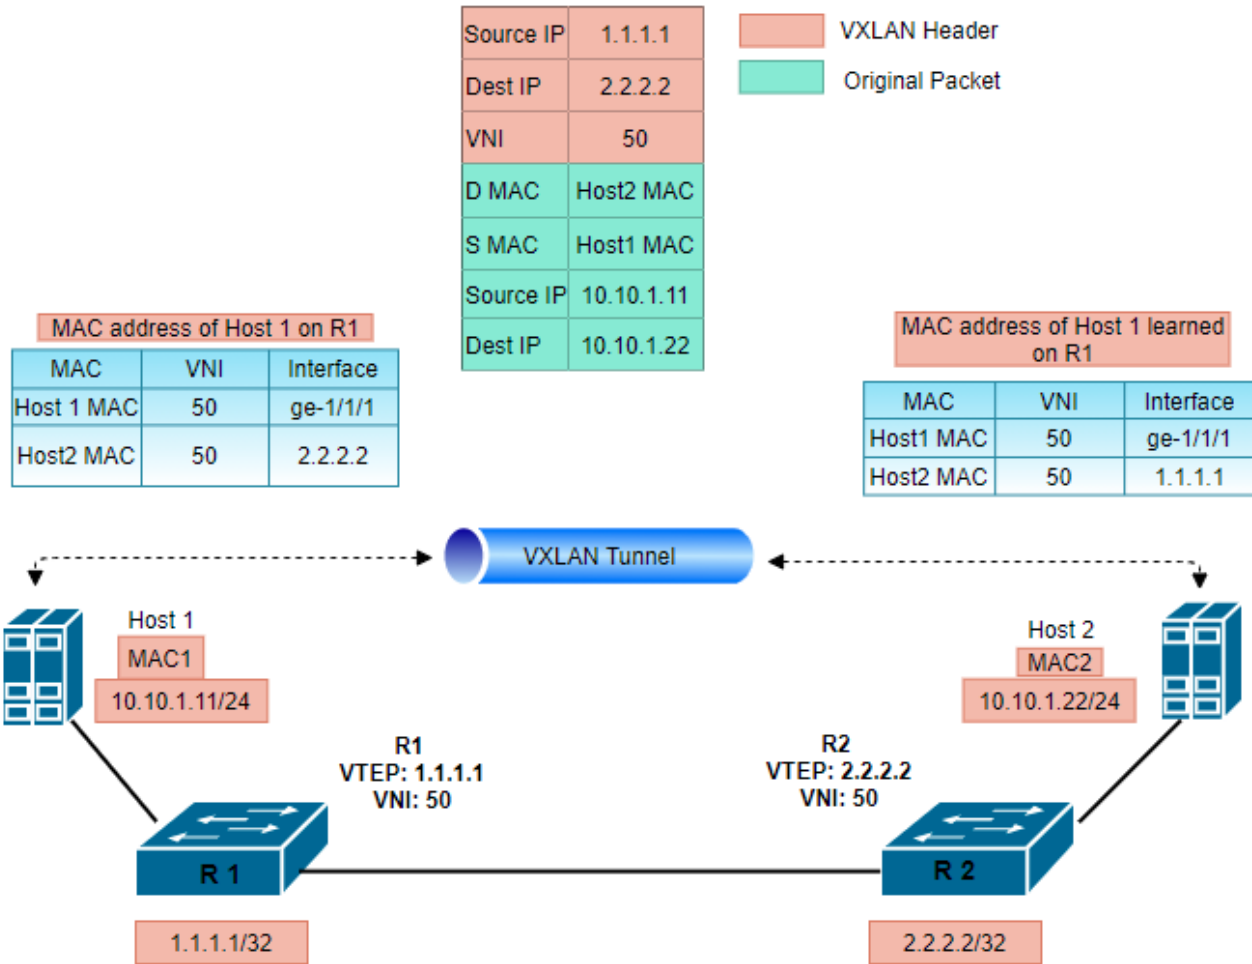 Source IP 1.1.1.1
Dest IP 2.2.2.2
VNI 50
D MAC Host2 MAC
S MAC Host1 MAC
Source IP 10.10.1.11
Dest IP 10.10.1.22
VXLAN Header
Original Packet
MAC address of Host 1 on R1
MAC VNI Interface
Host 1 MAC 50 ge-1/1/1
Host2 MAC 50 2.2.2.2
MAC address of Host 1 learned
on R1
MAC VNI Interface
Host1 MAC 50 ge-1/1/1
Host2 MAC 50 1.1.1.1
VXLAN Tunnel
Host 1
MAC1
10.10.1.11/24
Host 2
MAC2
10.10.1.22/24
R1
VTEP: 1.1.1.1
VNI: 50
R2
VTEP: 2.2.2.2
VNI: 50
R 1
R 2
1.1.1.1/32
2.2.2.2/32